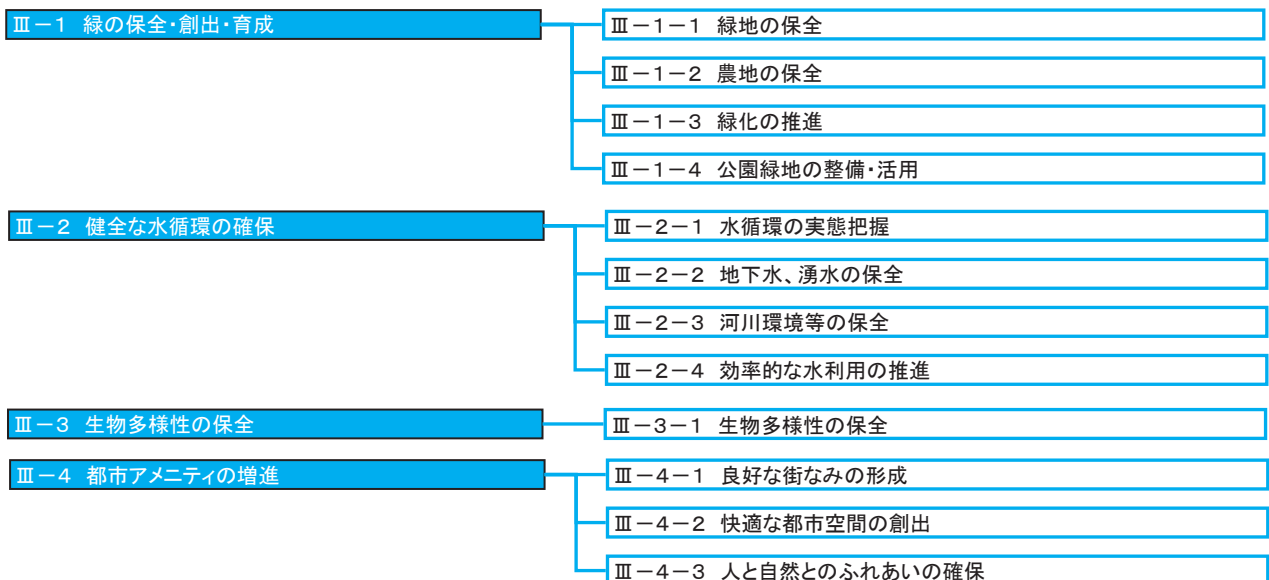 Ⅲ－1 緑の保全・創出・育成
Ⅲ－1－1 緑地の保全
Ⅲ－1－2 農地の保全
Ⅲ－1－3 緑化の推進
Ⅲ－1－4 公園緑地の整備・活用
Ⅲ－2 健全な水循環の確保
Ⅲ－2－1 水循環の実態把握
Ⅲ－2－2 地下水、湧水の保全
Ⅲ－2－3 河川環境等の保全
Ⅲ－2－4 効率的な水利用の推進
Ⅲ－3 生物多様性の保全
Ⅲ－3－1 生物多様性の保全
Ⅲ－4 都市アメニティの増進
Ⅲ－4－1 良好な街なみの形成
Ⅲ－4－2 快適な都市空間の創出
Ⅲ－4－3 人と自然とのふれあいの確保